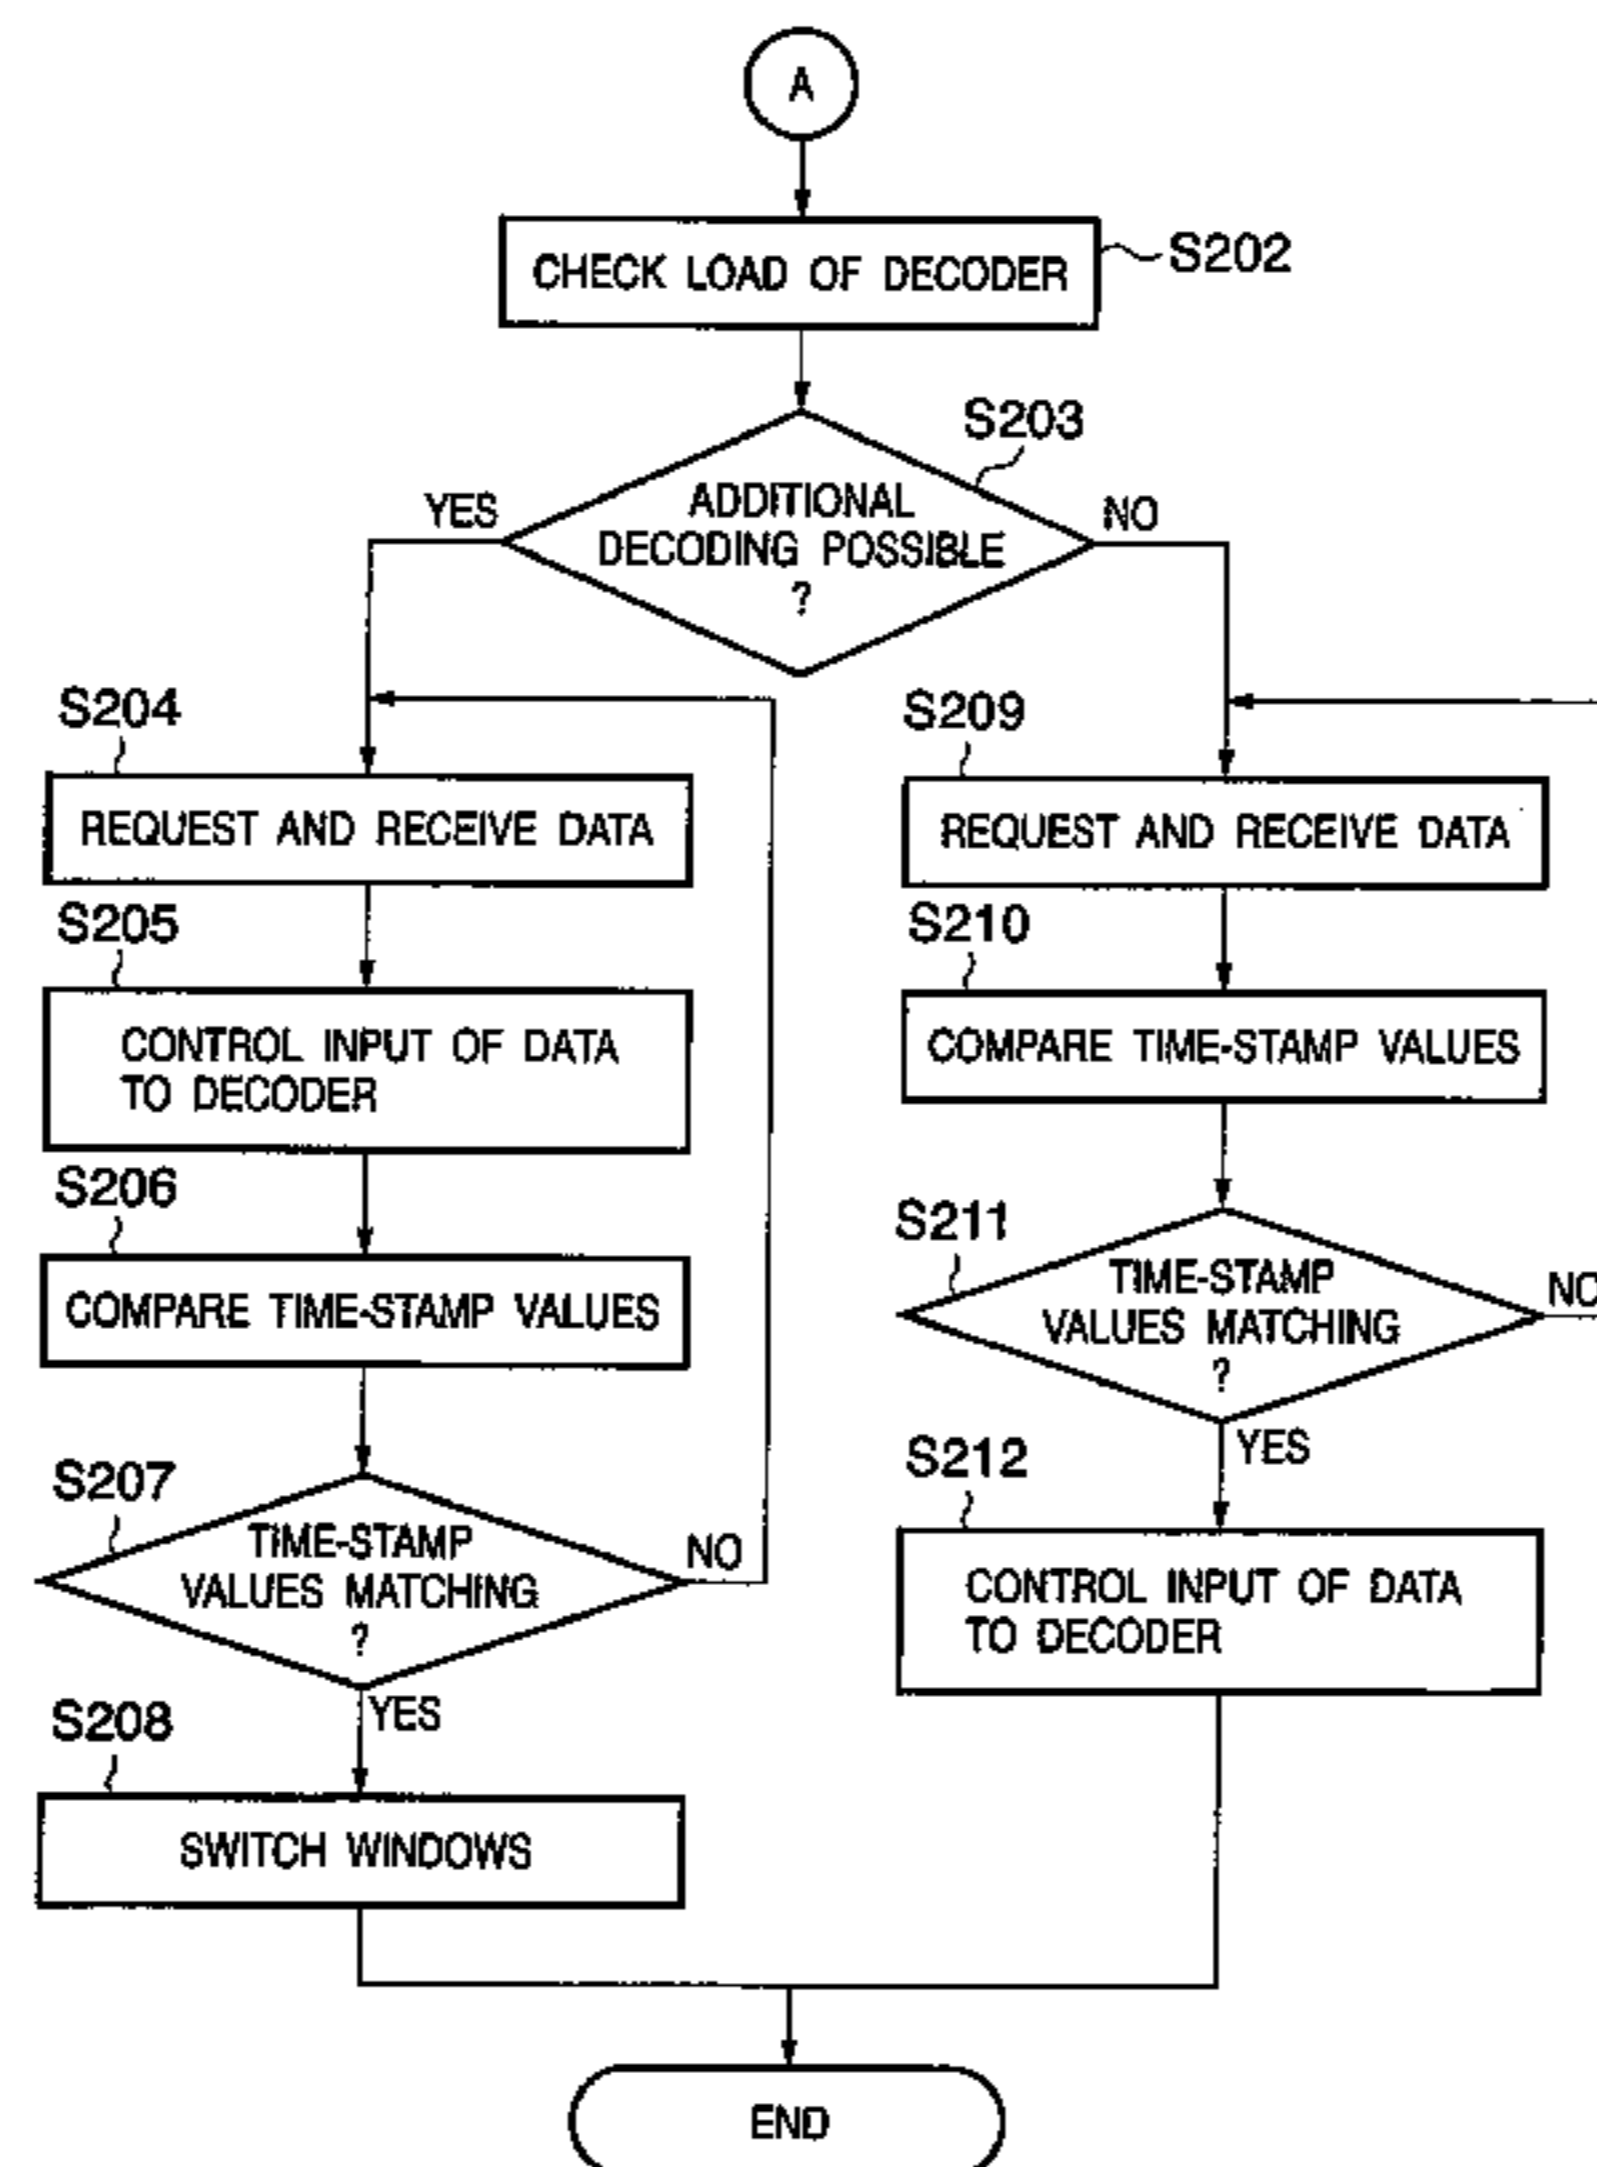 A
CHECK LOAD OF DECODER
S202
S203
ADDITIONAL
DECODING POSSIBLE
?
YES
NO
S204
REQUEST AND RECEIVE DATA
S205
CONTROL INPUT OF DATA
TO DECODER
S206
COMPARE TIME-STAMP VALUES
S207
TIME-STAMP
VALUES MATCHING
?
NO
YES
S208
SWITCH WINDOWS
S209
REQUEST AND RECEIVE DATA
S210
COMPARE TIME-STAMP VALUES
S211
TIME-STAMP
VALUES MATCHING
?
NO
YES
S212
CONTROL INPUT OF DATA
TO DECODER
END